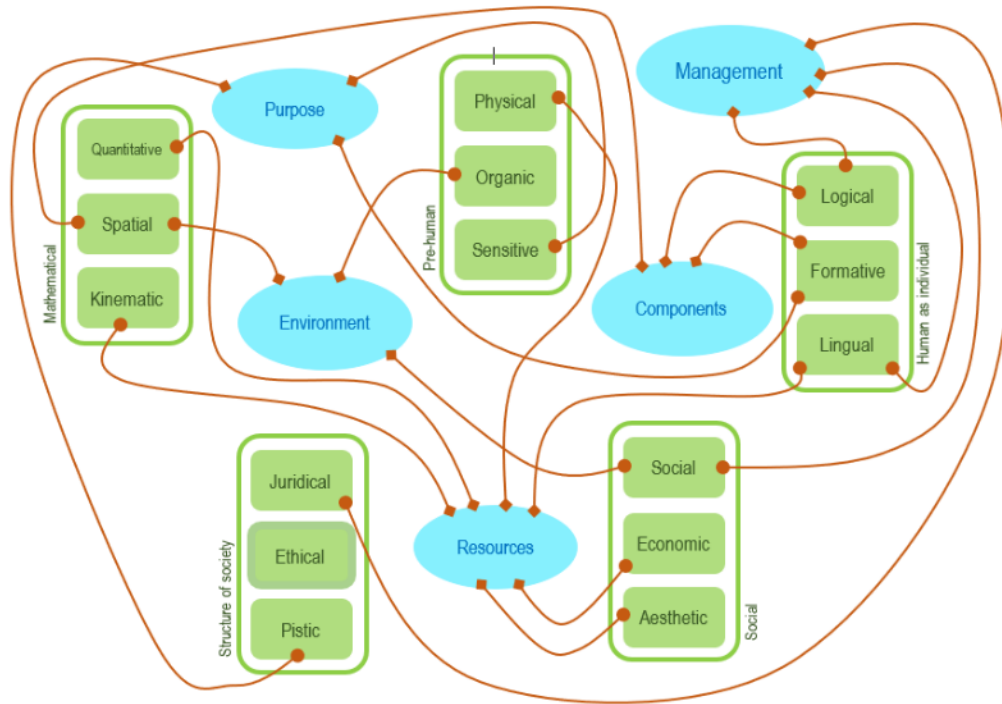 Management
Purpose
Physical
Quantitative
Organic
Logical
Spatial
Pre-human
Sensitive
Formative
Mathematical
Kinematic
Environment
Components
Human as individual
Lingual
Juridical
Social
Resources
Economic
Ethical
Structure of society
Pistic
Aesthetic
Social